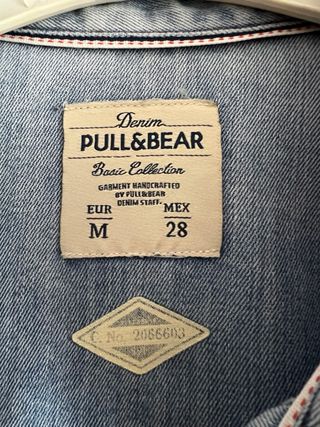 Denim
PULL&BEAR
Basic Collection
GARMENT HANDCRAFTED
BY PULL&BEAR
DENIM STAFF.
EUR MEX
M 28
C. No. 2066603